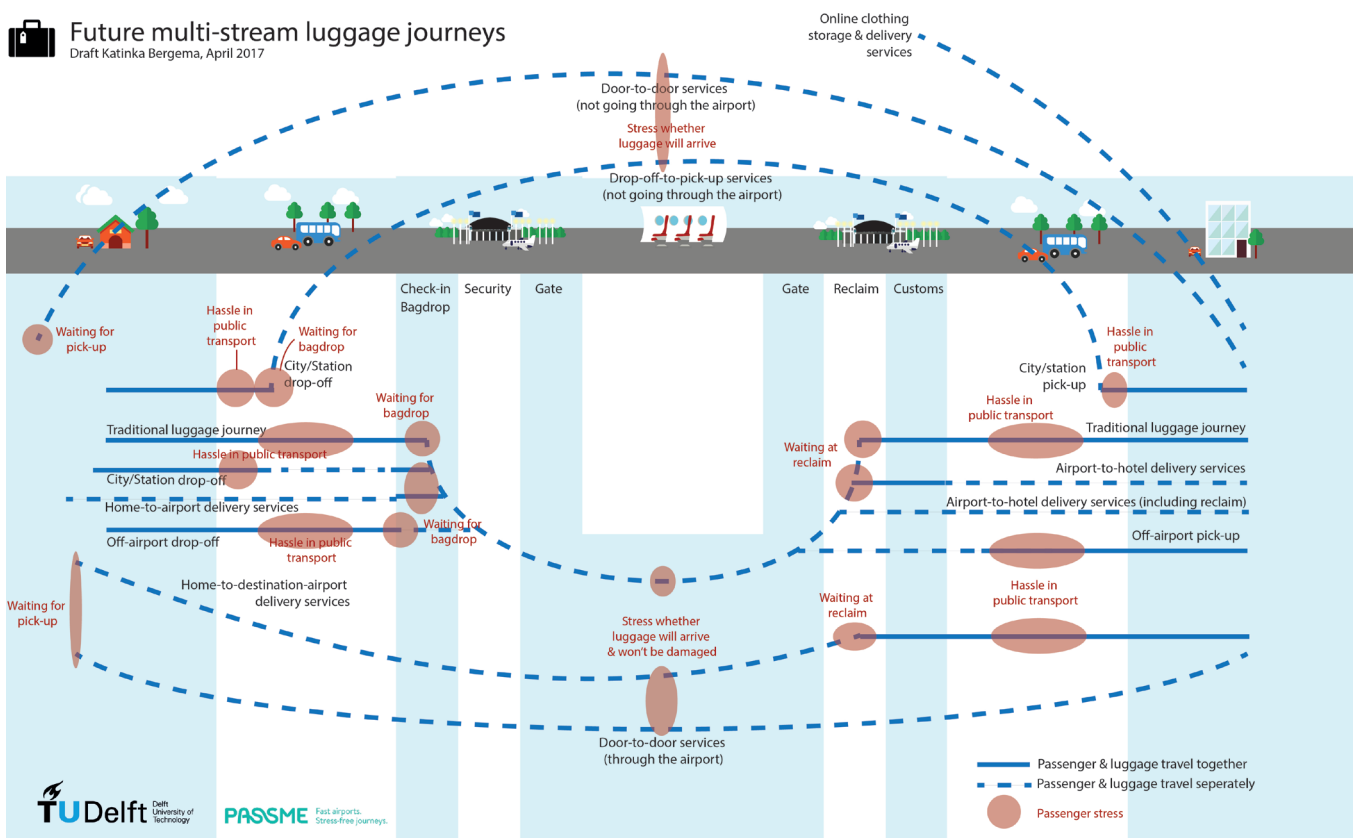 Future multi-stream luggage journeys
Draft Katinka Bergema, April 2017
Online clothing
storage & delivery
services
Door-to-door services
(not going through the airport)
Stress whether
luggage will arrive
Drop-off-to-pick-up services
(not going through the airport)
Check-in
Bagdrop
Security
Gate
Gate
Reclaim
Customs
Waiting for
pick-up
Hassle in
public
transport
Waiting for
bagdrop
City/Station
drop-off
City/station
pick-up
Hassle in
public
transport
Waiting for
bagdrop
Traditional luggage journey
Hassle in public transport
City/Station drop-off
Home-to-airport delivery services
Off-airport drop-off
Hassle in public
transport
Waiting for
bagdrop
Waiting at
reclaim
Hassle in
public transport
Traditional luggage journey
Airport-to-hotel delivery services
Airport-to-hotel delivery services (including reclaim)
Off-airport pick-up
Home-to-destination-airport
delivery services
Waiting for
pick-up
Stress whether
luggage will arrive
& won't be damaged
Waiting at
reclaim
Hassle in
public transport
Door-to-door services
(through the airport)
Passenger & luggage travel together
Passenger & luggage travel seperately
Passenger stress
TU Delft
Delft
University of
Technology
PASSME
Fast airports.
Stress-free journeys.